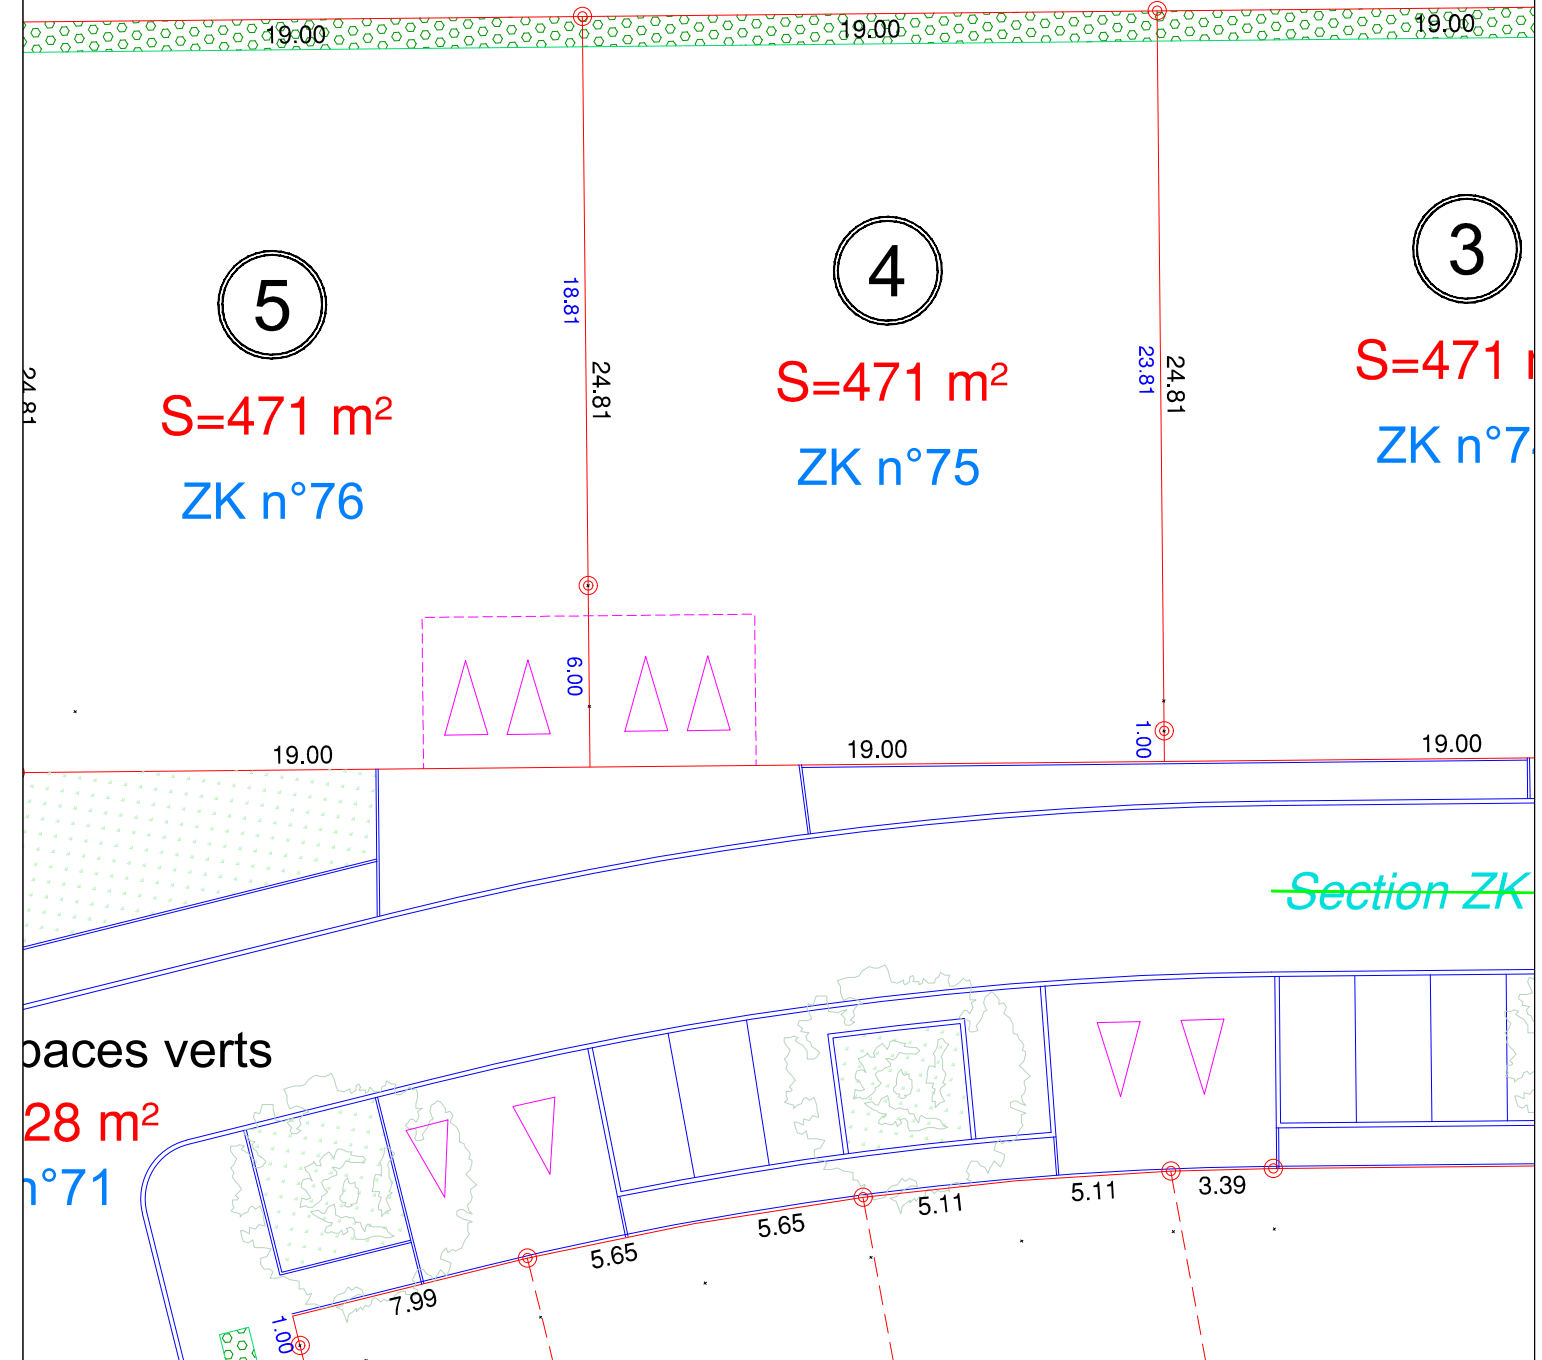 19.00
19.00
19.00
5
S=471 m²
ZK n°76
4
S=471 m²
ZK n°75
3
S=471
ZK n°7
24.81
18.81
24.81
23.81
24.81
6.00
1.00
19.00
19.00
19.00
Section ZK
paces verts
28 m²
n°71
7.99
5.65
5.65
5.11
5.11
3.39
1.00